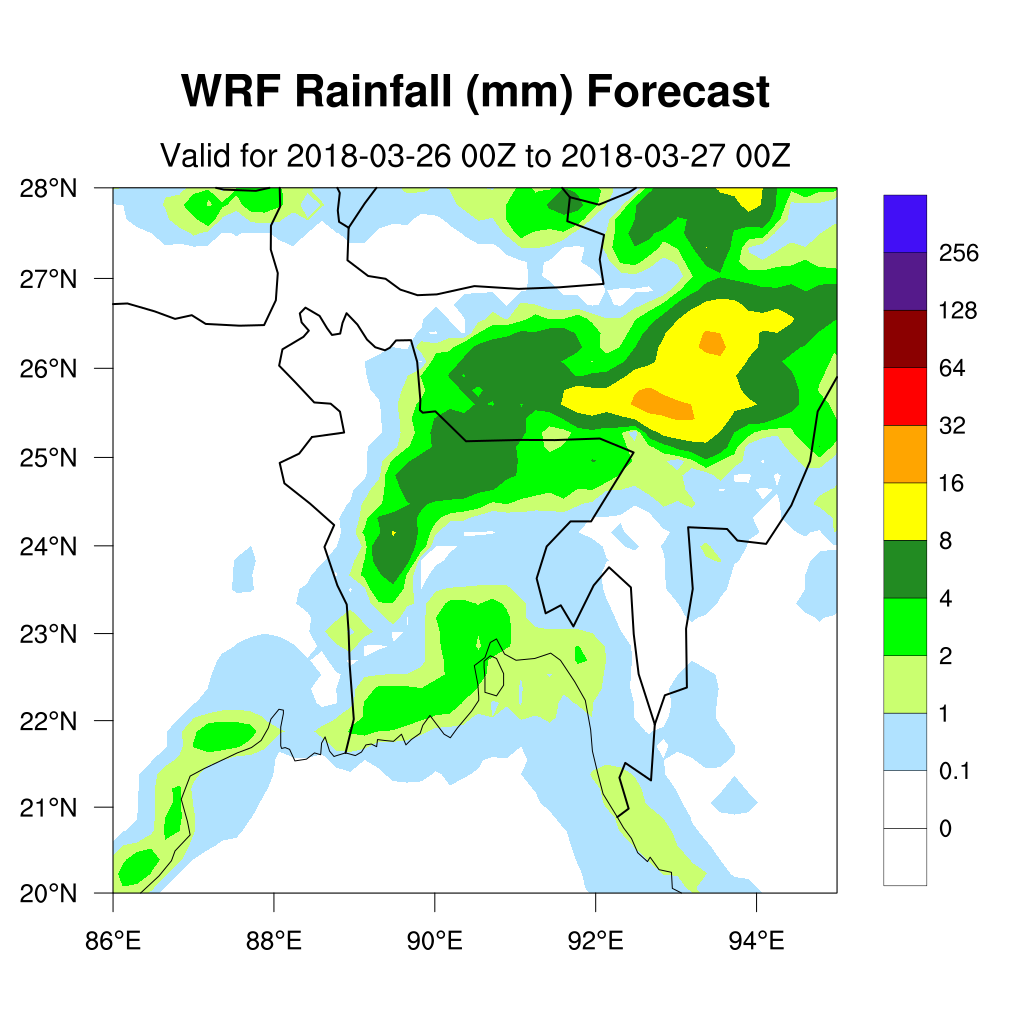 WRF Rainfall (mm) Forecast
Valid for 2018-03-26 00Z to 2018-03-27 00Z
28°N
27°N
26°N
25°N
24°N
23°N
22°N
21°N
20°N
86°E 88°E 90°E 92°E 94°E
256
128
64
32
16
8
4
2
1
0.1
0